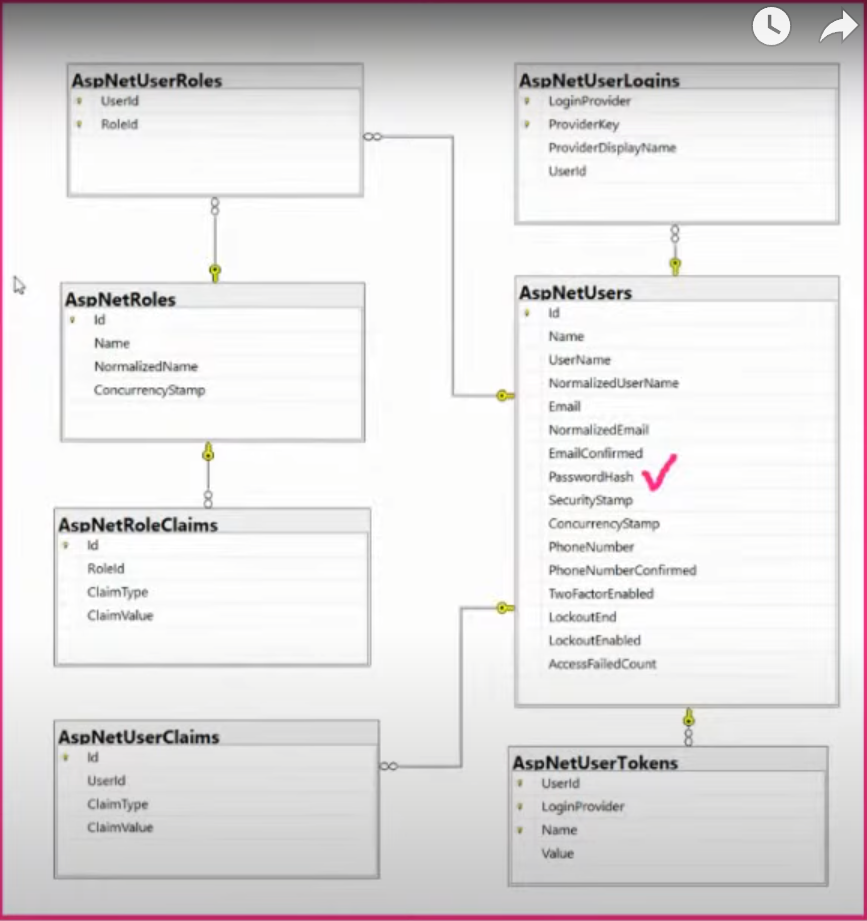 AspNetUserRoles
UserId
RoleId
AspNetUserLogins
LoginProvider
ProviderKey
ProviderDisplayName
UserId
AspNetRoles
Id
Name
NormalizedName
ConcurrencyStamp
AspNetUsers
Id
Name
UserName
NormalizedUserName
Email
NormalizedEmail
EmailConfirmed
PasswordHash
SecurityStamp
ConcurrencyStamp
PhoneNumber
PhoneNumberConfirmed
TwoFactorEnabled
LockoutEnd
LockoutEnabled
AccessFailedCount
AspNetRoleClaims
Id
RoleId
ClaimType
ClaimValue
AspNetUserClaims
Id
UserId
ClaimType
ClaimValue
AspNetUserTokens
UserId
LoginProvider
Name
Value